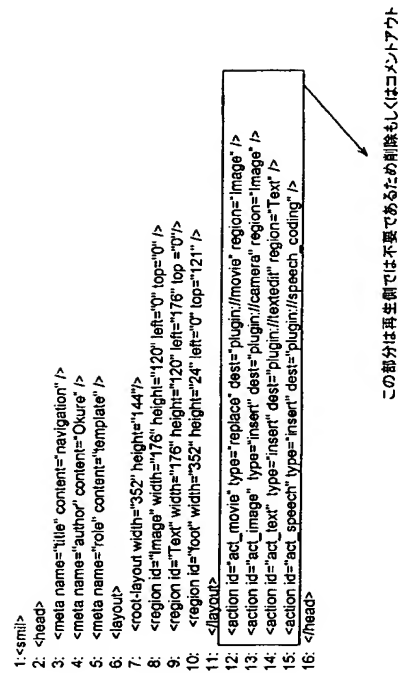 1:<smil>
2: <head>
3: <meta name="title" content="navigation" />
4: <meta name="author" content="Okure" />
5: <meta name="role" content="template" />
6: <layout>
7: <root-layout width="352" height="144"/>
8: <region id="Image" width="176" height="120" left="0" top="0" />
9: <region id="Text" width="176" height="120" left="176" top ="0"/>
10: <region id="foot" width="352" height="24" left="0" top="121" />
11: </layout>
12: <action id="act_movie" type="replace" dest="plugin://movie" region="Image" />
13: <action id="act_image" type="insert" dest="plugin://camera" region="Image" />
14: <action id="act_text" type="insert" dest="plugin://textedit" region="Text" />
15: <action id="act_speech" type="insert" dest="plugin://speech_coding" />
16: </head>
この部分は再生側では不要であるため削除もしくはコメントアウト